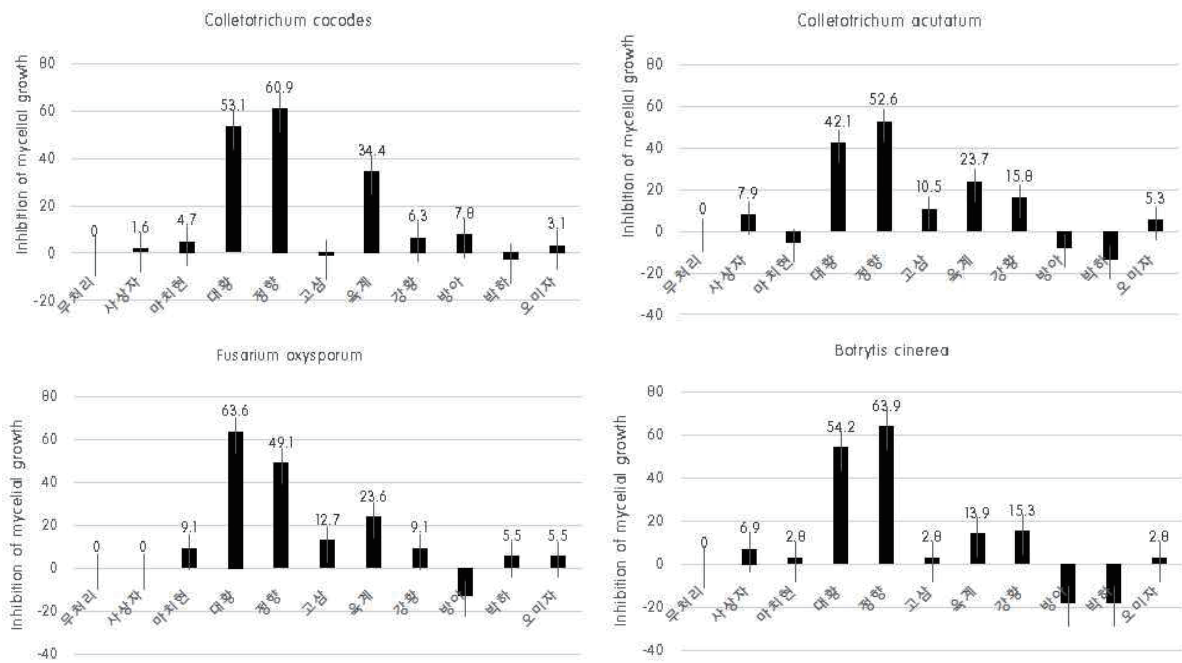 Colletotrichum cocodes
Inhibition of mycelial growth
80
60
40
20
0
-20
0
1.6
4.7
53.1
60.9
34.4
6.3
7.8
3.1
무처리
사상자
마치현
대황
정향
고삼
육계
강황
방아
박하
오미자
Colletotrichum acutatum
Inhibition of mycelial growth
80
60
40
20
0
-20
-40
0
7.9
42.1
52.6
10.5
23.7
15.8
5.3
무처리
사상자
마치현
대황
정향
고삼
육계
강황
방아
박하
오미자
Fusarium oxysporum
Inhibition of mycelial growth
80
60
40
20
0
-20
-40
0
0
9.1
63.6
49.1
12.7
23.6
9.1
5.5
5.5
무처리
사상자
마치현
대황
정향
고삼
육계
강황
방아
박하
오미자
Botrytis cinerea
Inhibition of mycelial growth
80
60
40
20
0
-20
-40
0
6.9
2.8
54.2
63.9
2.8
13.9
15.3
2.8
무처리
사상자
마치현
대황
정향
고삼
육계
강황
방아
박하
오미자